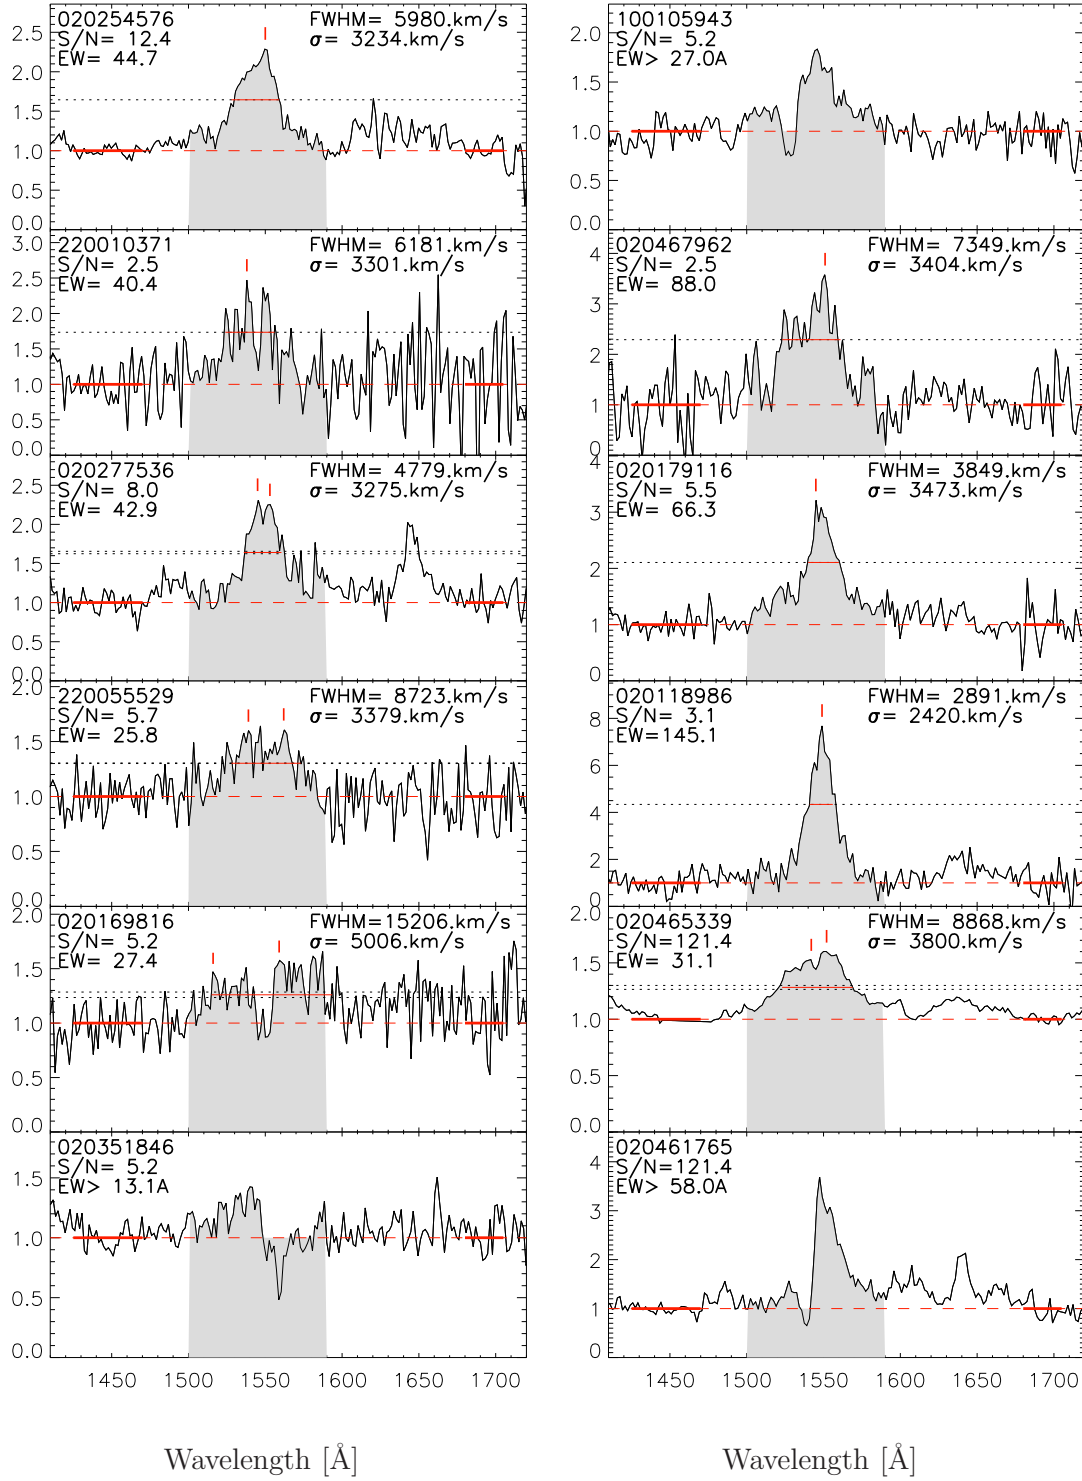 020254576 FWHM= 5980.km/s
S/N= 12.4 σ= 3234.km/s
EW= 44.7
2.5
2.0
1.5
1.0
0.5
0.0
100105943
S/N= 5.2
EW> 27.0A
2.0
1.5
1.0
0.5
0.0
220010371 FWHM= 6181.km/s
S/N= 2.5 σ= 3301.km/s
EW= 40.4
3.0
2.5
2.0
1.5
1.0
0.5
0.0
020467962 FWHM= 7349.km/s
S/N= 2.5 σ= 3404.km/s
EW= 88.0
4
3
2
1
0
020277536 FWHM= 4779.km/s
S/N= 8.0 σ= 3275.km/s
EW= 42.9
2.5
2.0
1.5
1.0
0.5
0.0
020179116 FWHM= 3849.km/s
S/N= 5.5 σ= 3473.km/s
EW= 66.3
4
3
2
1
0
220055529 FWHM= 8723.km/s
S/N= 5.7 σ= 3379.km/s
EW= 25.8
2.0
1.5
1.0
0.5
0.0
020118986 FWHM= 2891.km/s
S/N= 3.1 σ= 2420.km/s
EW=145.1
8
6
4
2
0
020169816 FWHM=15206.km/s
S/N= 5.2 σ= 5006.km/s
EW= 27.4
2.0
1.5
1.0
0.5
0.0
020465339 FWHM= 8868.km/s
S/N=121.4 σ= 3800.km/s
EW= 31.1
2.0
1.5
1.0
0.5
0.0
020351846
S/N= 5.2
EW> 13.1A
1.5
1.0
0.5
0.0
020461765
S/N=121.4
EW> 58.0A
4
3
2
1
0
1450 1500 1550 1600 1650 1700
1450 1500 1550 1600 1650 1700
Wavelength [Å]
Wavelength [Å]